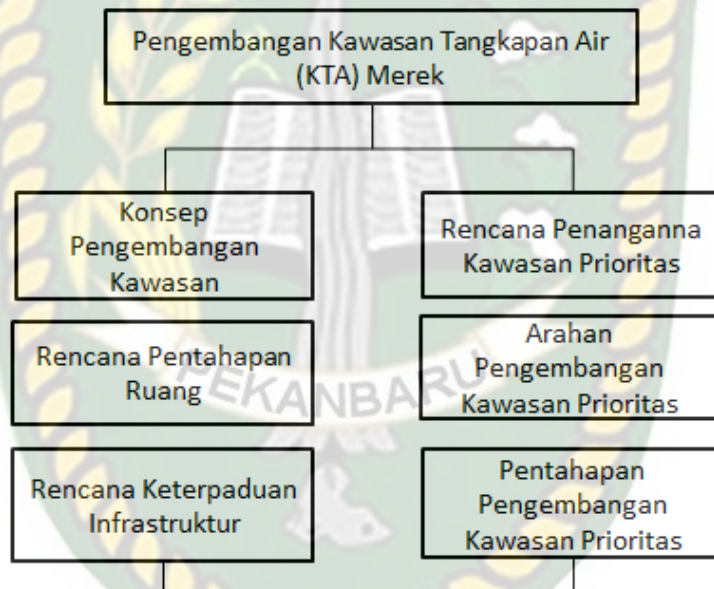 Pengembangan Kawasan Tangkapan Air
(KTA) Merek
Konsep
Pengembangan
Kawasan
Rencana Penanganna
Kawasan Prioritas
Rencana Pentahapan
Ruang
Arahan
Pengembangan
Kawasan Prioritas
PEKANBARU
Rencana Keterpaduan
Infrastruktur
Pentahapan
Pengembangan
Kawasan Prioritas